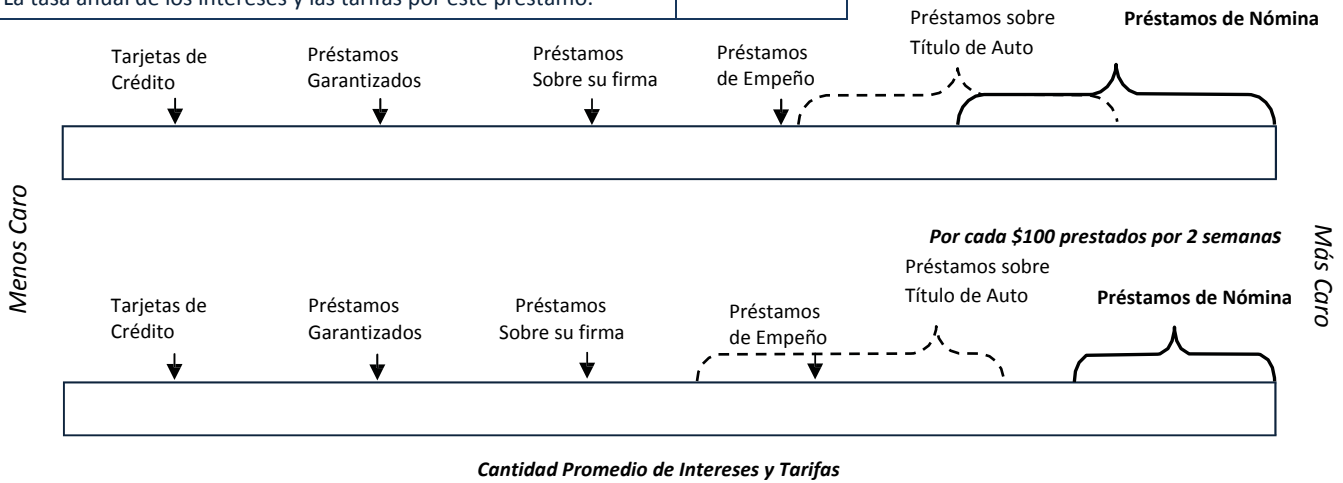 La tasa anual de los intereses y las tarifas por este préstamo:
Préstamos sobre
Título de Auto
Préstamos de Nómina
Tarjetas de
Crédito
Préstamos
Garantizados
Préstamos
Sobre su firma
Préstamos
de Empeño
Menos Caro
Más Caro
Por cada $100 prestados por 2 semanas
Préstamos sobre
Título de Auto
Préstamos de Nómina
Tarjetas de
Crédito
Préstamos
Garantizados
Préstamos
Sobre su firma
Préstamos
de Empeño
Cantidad Promedio de Intereses y Tarifas